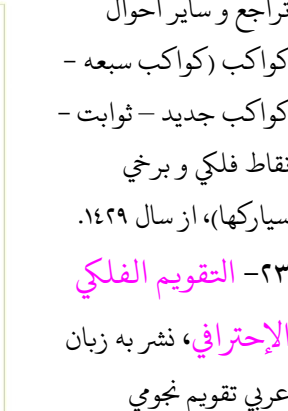 تراجع و سایر احوال
کواکب (کواکب سبعه -
کواکب جدید – ثوابت -
نقاط فلکي و برخي
سیارکها)، از سال ۱٤۲۹.
۲۳- التقویم الفلکي
الإحترافي، نشر به زبان
عربي تقویم نجومي